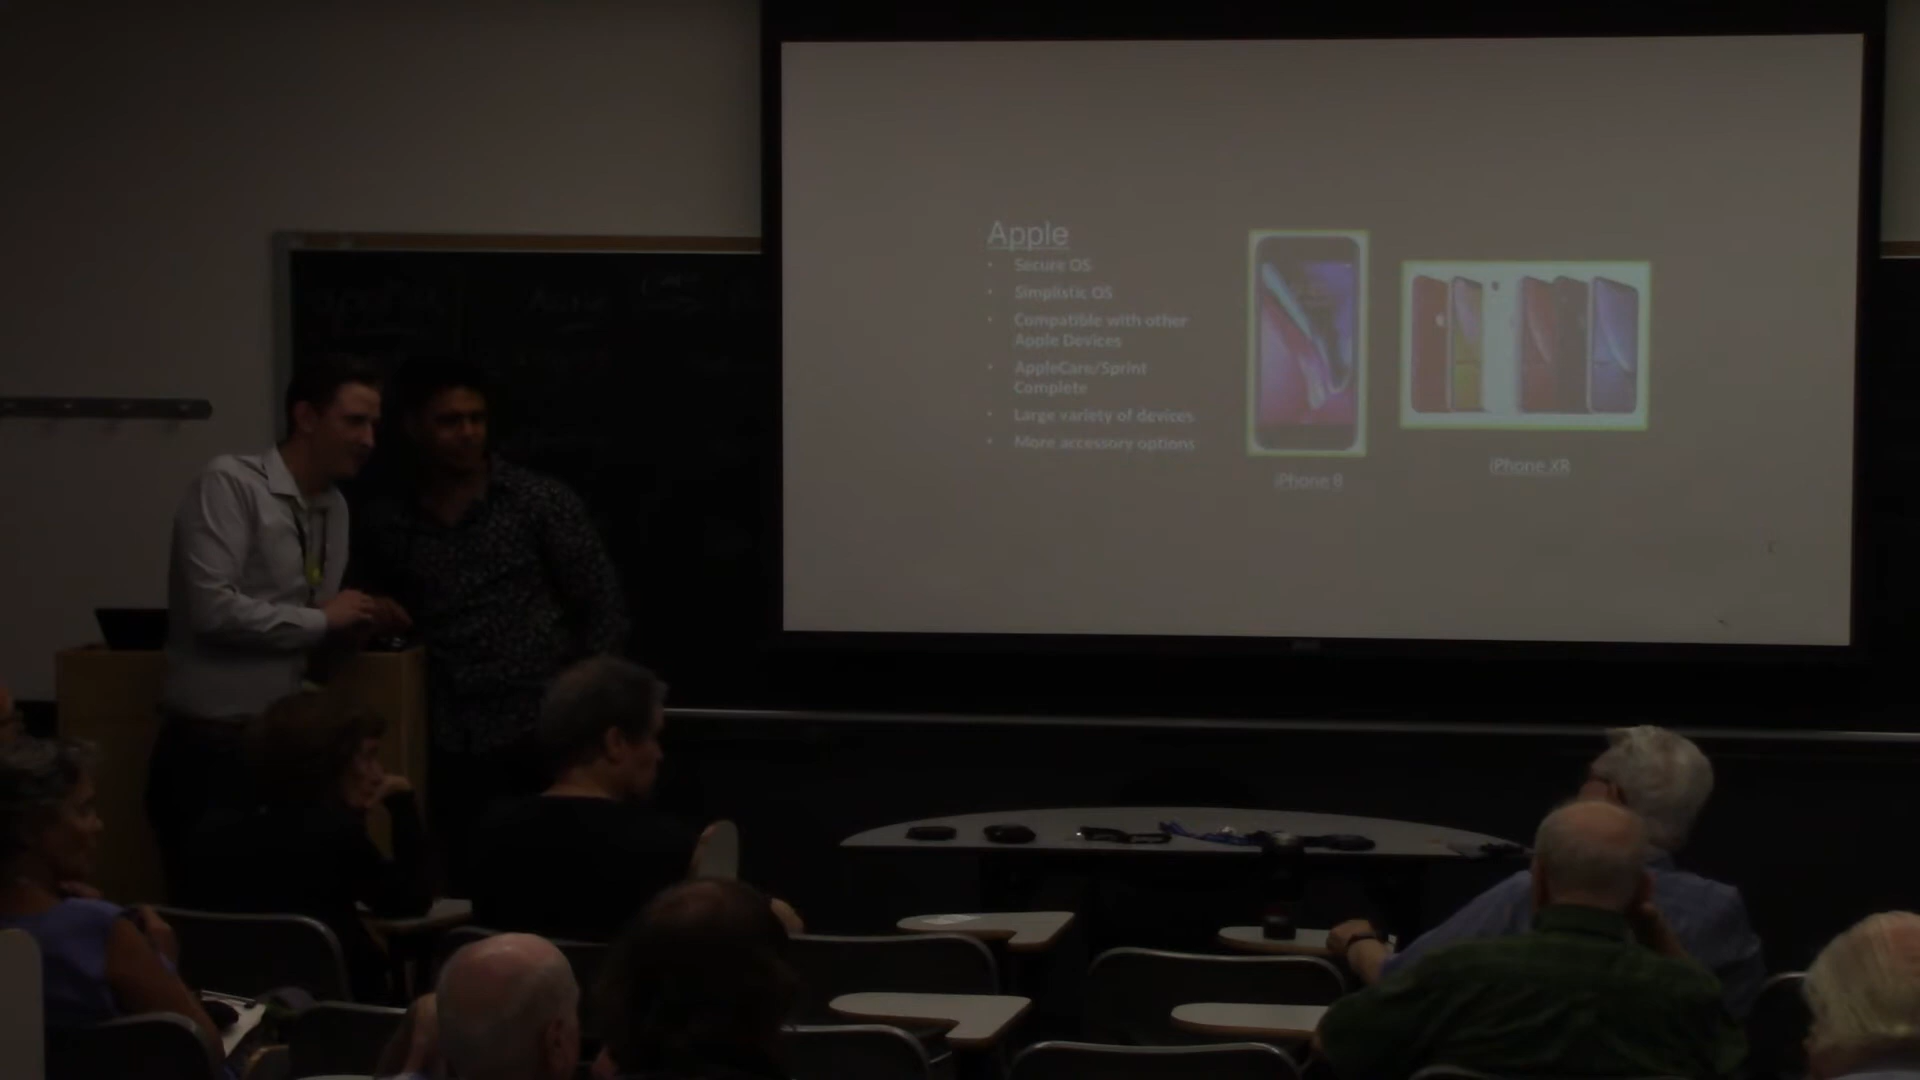 Apple
• Secure OS
• Simplistic OS
• Compatible with other
Apple Devices
• AppleCare/Sprint
Complete
• Large variety of devices
• More accessory options
iPhone 8
iPhone XR